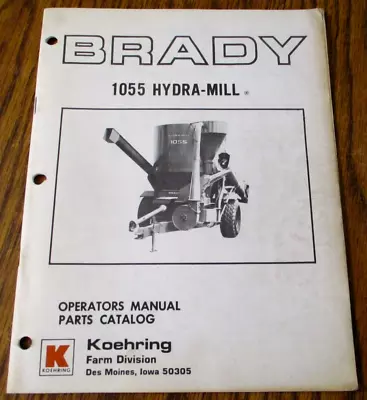 BRADY
1055 HYDRA-MILL ®
1055
OPERATORS MANUAL
PARTS CATALOG
K
KOEHRING
Koehring
Farm Division
Des Moines, Iowa 50305